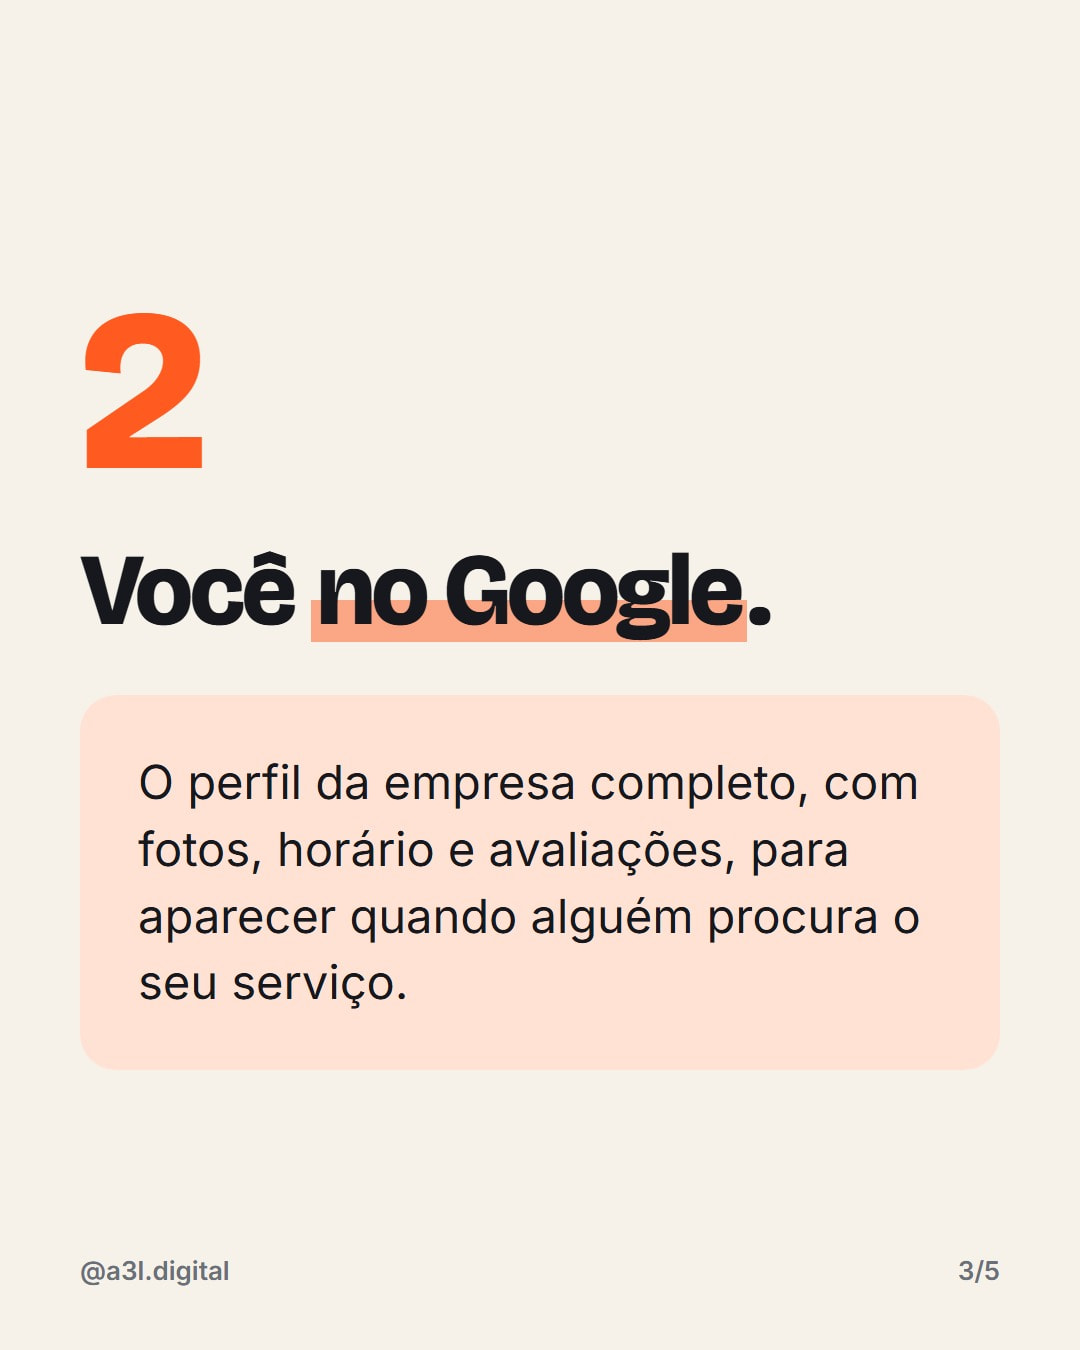 2
Você no Google.
O perfil da empresa completo, com
fotos, horário e avaliações, para
aparecer quando alguém procura o
seu serviço.
@a3l.digital
3/5